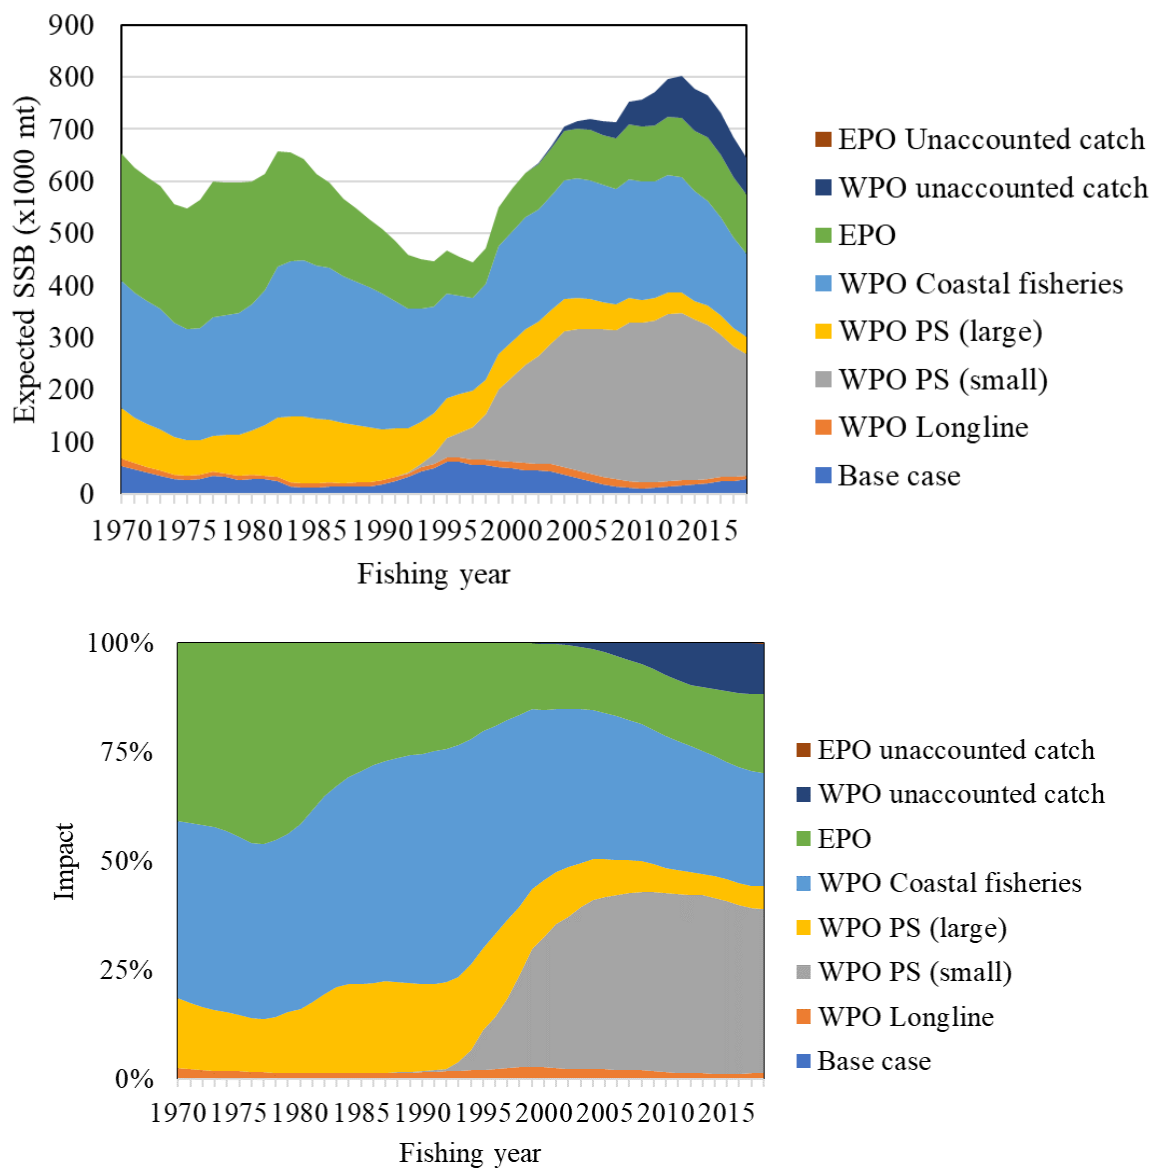 900
800
700
600
500
400
300
200
100
0
Expected SSB (x1000 mt)
1970 1975 1980 1985 1990 1995 2000 2005 2010 2015
Fishing year
EPO Unaccounted catch
WPO unaccounted catch
EPO
WPO Coastal fisheries
WPO PS (large)
WPO PS (small)
WPO Longline
Base case
100%
75%
50%
25%
0%
Impact
1970 1975 1980 1985 1990 1995 2000 2005 2010 2015
Fishing year
EPO unaccounted catch
WPO unaccounted catch
EPO
WPO Coastal fisheries
WPO PS (large)
WPO PS (small)
WPO Longline
Base case